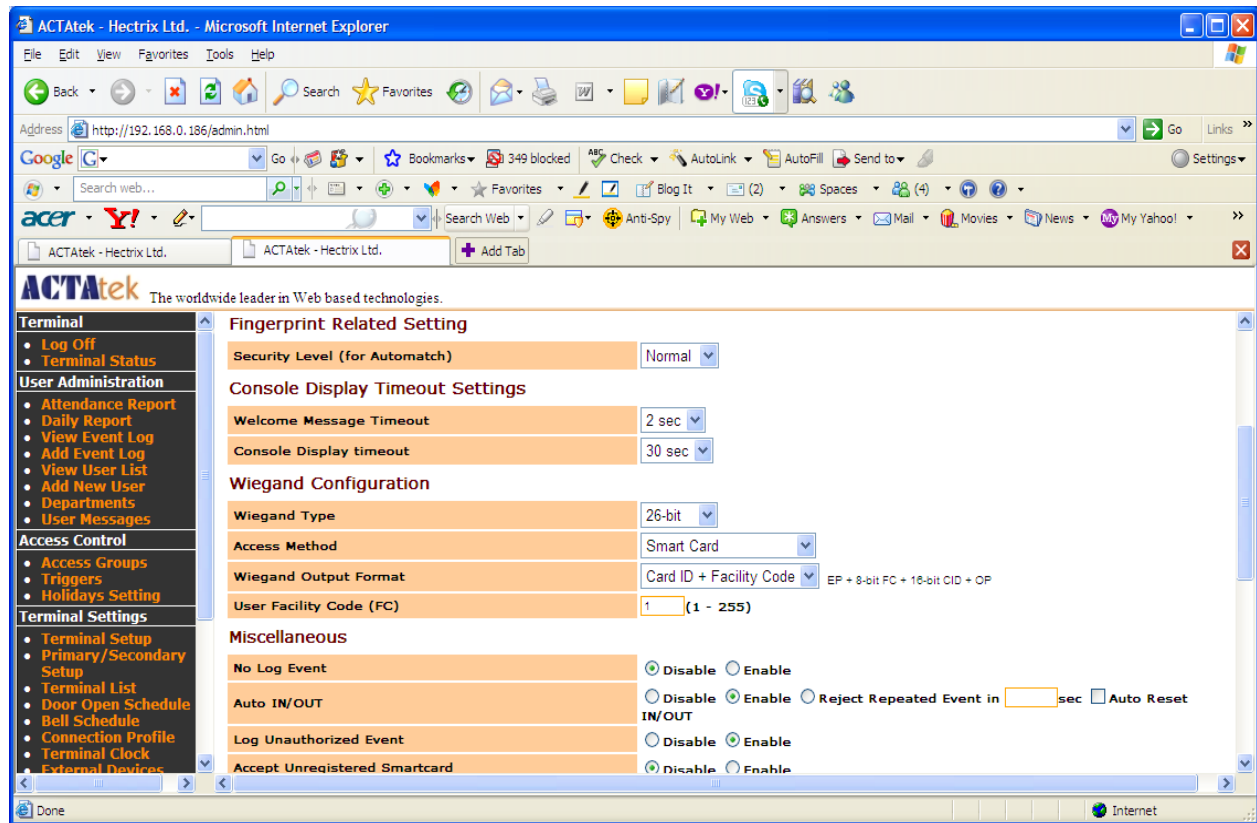 ACTAtek - Hectrix Ltd. - Microsoft Internet Explorer
File Edit View Favorites Tools Help
Back Search Favorites
Address http://192.168.0.186/admin.html Go Links »
Google G Go Bookmarks 349 blocked ABC Check AutoLink AutoFill Send to Settings
Search web... Favorites Blog It (2) Spaces (4)
acer Y! Search Web Anti-Spy My Web Answers Mail Movies News My My Yahoo! »
ACTAtek - Hectrix Ltd. ACTAtek - Hectrix Ltd. Add Tab
ACTAtek The worldwide leader in Web based technologies.
Terminal
Log Off
Terminal Status
User Administration
Attendance Report
Daily Report
View Event Log
Add Event Log
View User List
Add New User
Departments
User Messages
Access Control
Access Groups
Triggers
Holidays Setting
Terminal Settings
Terminal Setup
Primary/Secondary
Setup
Terminal List
Door Open Schedule
Bell Schedule
Connection Profile
Terminal Clock
External Devices
Fingerprint Related Setting
Security Level (for Automatch) Normal
Console Display Timeout Settings
Welcome Message Timeout 2 sec
Console Display timeout 30 sec
Wiegand Configuration
Wiegand Type 26-bit
Access Method Smart Card
Wiegand Output Format Card ID + Facility Code EP + 8-bit FC + 16-bit CID + OP
User Facility Code (FC) 1 (1 - 255)
Miscellaneous
No Log Event Disable Enable
Auto IN/OUT Disable Enable Reject Repeated Event in sec Auto Reset
IN/OUT
Log Unauthorized Event Disable Enable
Accept Unregistered Smartcard Disable Enable
Done Internet